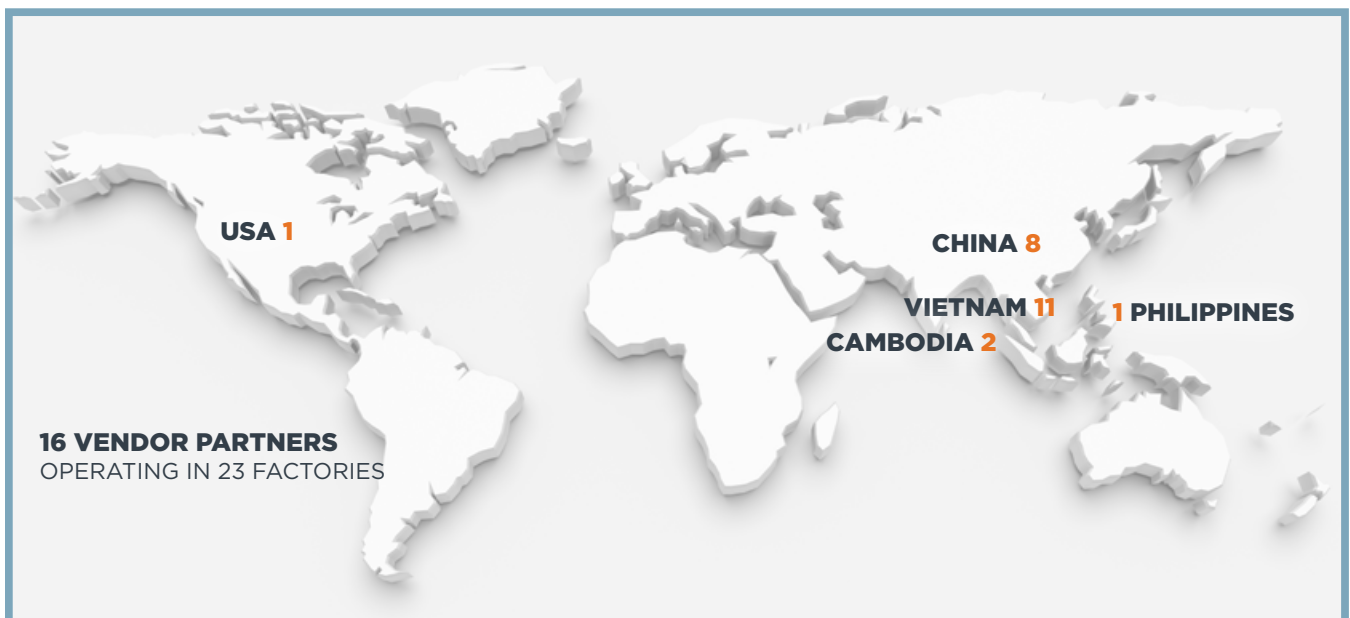 USA 1
CHINA 8
VIETNAM 11
1 PHILIPPINES
CAMBODIA 2
16 VENDOR PARTNERS
OPERATING IN 23 FACTORIES